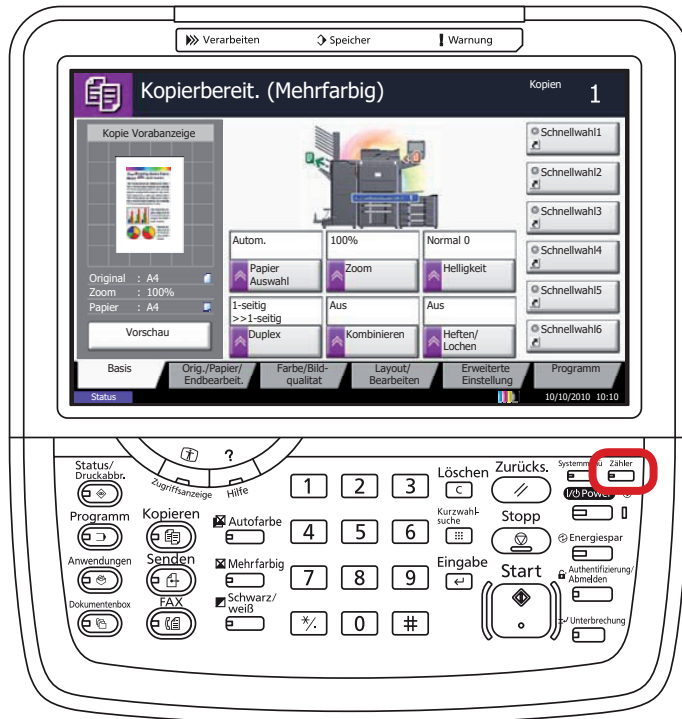 Verarbeiten Speicher Warnung
Kopierbereit. (Mehrfarbig) Kopien 1
Kopie Vorabanzeige
Original : A4
Zoom : 100%
Papier : A4
Vorschau
Autom. 100% Normal 0
Papier Auswahl
Zoom
Helligkeit
1-seitig
>>1-seitig
Aus
Aus
Duplex
Kombinieren
Heften/
Lochen
Schnellwahl1
Schnellwahl2
Schnellwahl3
Schnellwahl4
Schnellwahl5
Schnellwahl6
Basis
Orig./Papier/
Endbearbeit.
Farbe/Bild-
qualitat
Layout/
Bearbeiten
Erweiterte
Einstellung
Programm
Status 10/10/2010 10:10
?
Zugriffsanzeige Hilfe
Status/
Druckabbr.
Programm
Anwendungen
Dokumentenbox
Kopieren
Senden
FAX
Autofarbe
Mehrfarbig
Schwarz/
weiß
1 2 3
4 5 6
7 8 9
*/. 0 #
Löschen
C
Kurzwahl-
suche
Eingabe
Zurücks.
Stopp
Start
Zähler
Power
Energiespar
Authentifizierung/
Abmelden
Unterbrechung